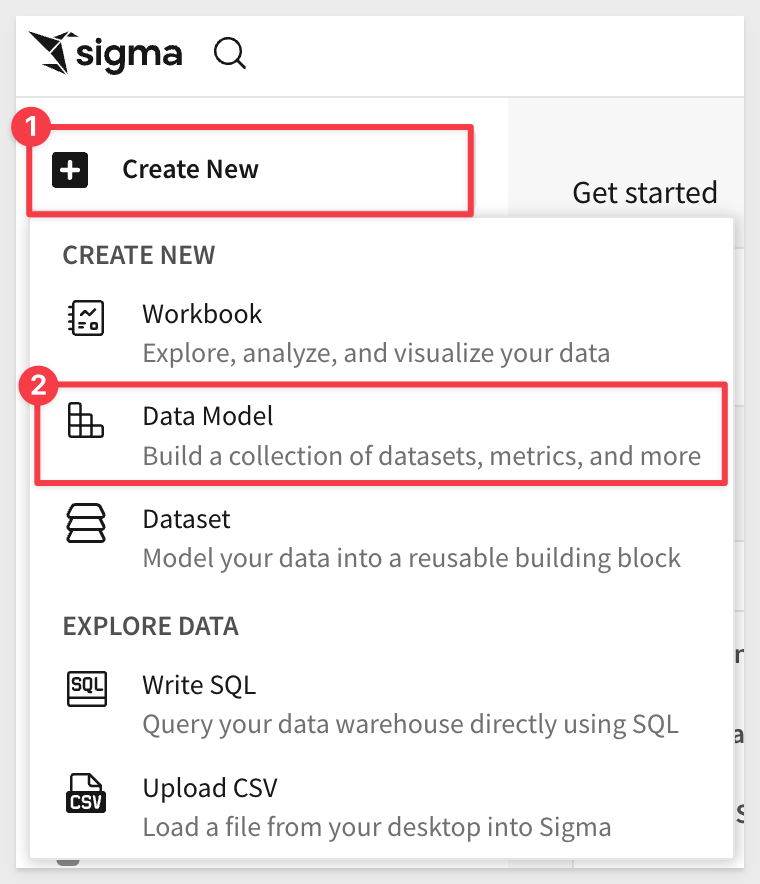 sigma
1
Create New
Get started
CREATE NEW
Workbook
Explore, analyze, and visualize your data
2
Data Model
Build a collection of datasets, metrics, and more
Dataset
Model your data into a reusable building block
EXPLORE DATA
SQL
Write SQL
Query your data warehouse directly using SQL
CSV
Upload CSV
Load a file from your desktop into Sigma